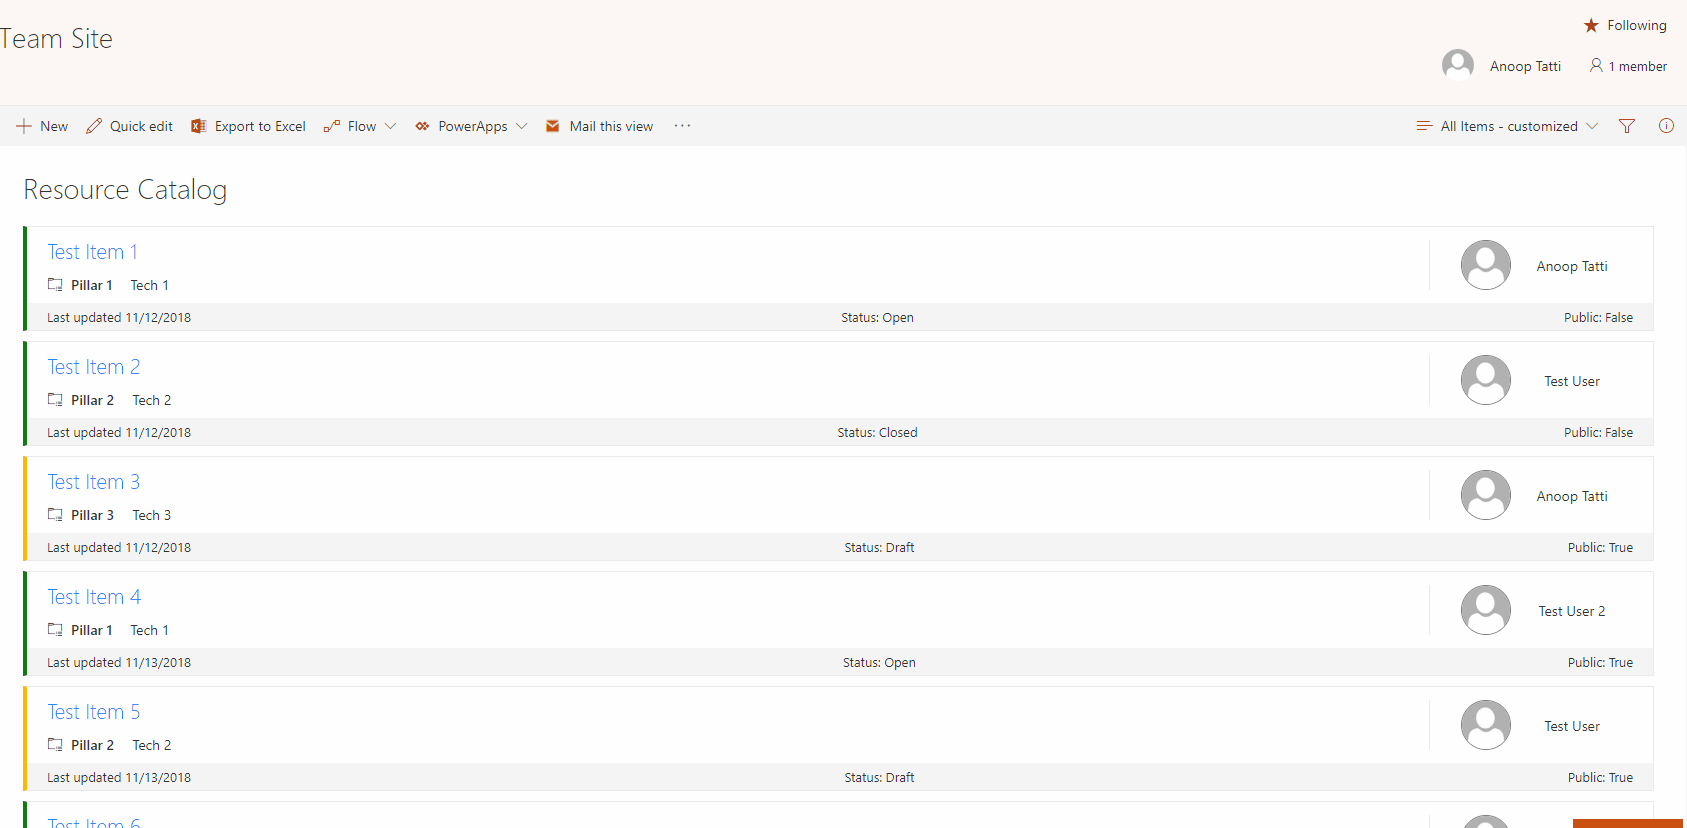 Team Site
Following
Anoop Tatti
1 member
New Quick edit Export to Excel Flow PowerApps Mail this view ··· All Items - customized
Resource Catalog
Test Item 1
Pillar 1 Tech 1
Anoop Tatti
Last updated 11/12/2018 Status: Open Public: False
Test Item 2
Pillar 2 Tech 2
Test User
Last updated 11/12/2018 Status: Closed Public: False
Test Item 3
Pillar 3 Tech 3
Anoop Tatti
Last updated 11/12/2018 Status: Draft Public: True
Test Item 4
Pillar 1 Tech 1
Test User 2
Last updated 11/13/2018 Status: Open Public: True
Test Item 5
Pillar 2 Tech 2
Test User
Last updated 11/13/2018 Status: Draft Public: True
Test Item 6